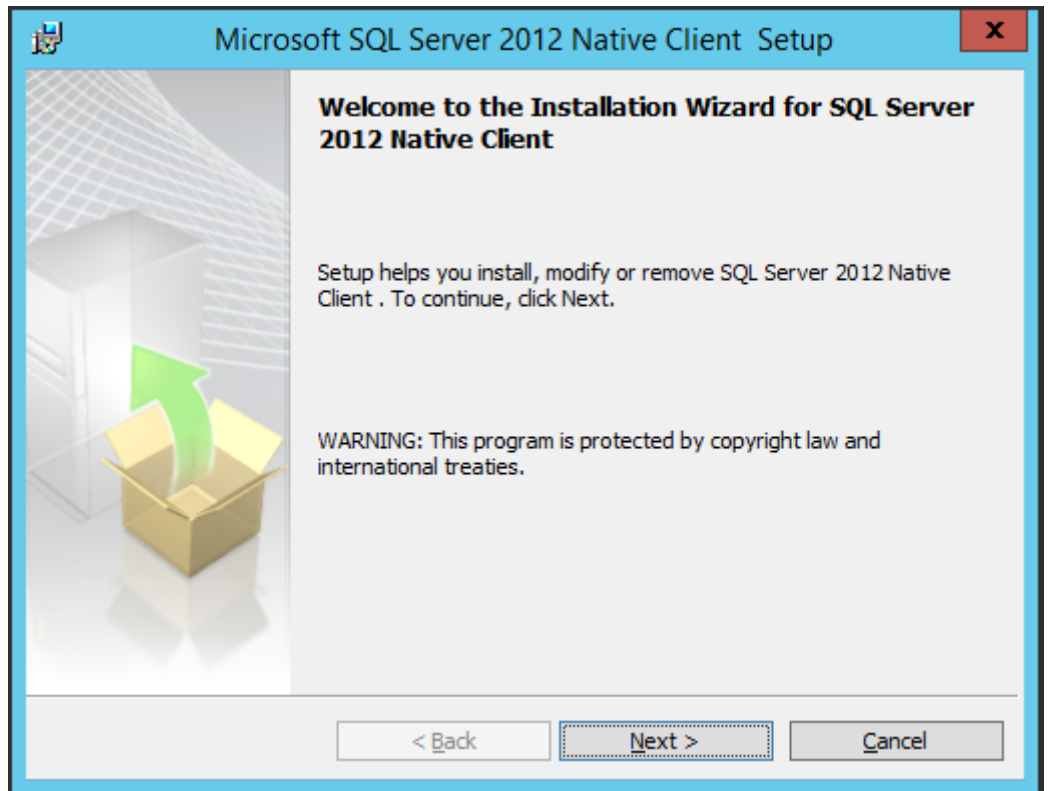 Microsoft SQL Server 2012 Native Client  Setup
x
Welcome to the Installation Wizard for SQL Server
2012 Native Client
Setup helps you install, modify or remove SQL Server 2012 Native
Client . To continue, click Next.
WARNING: This program is protected by copyright law and
international treaties.
< Back
Next >
Cancel